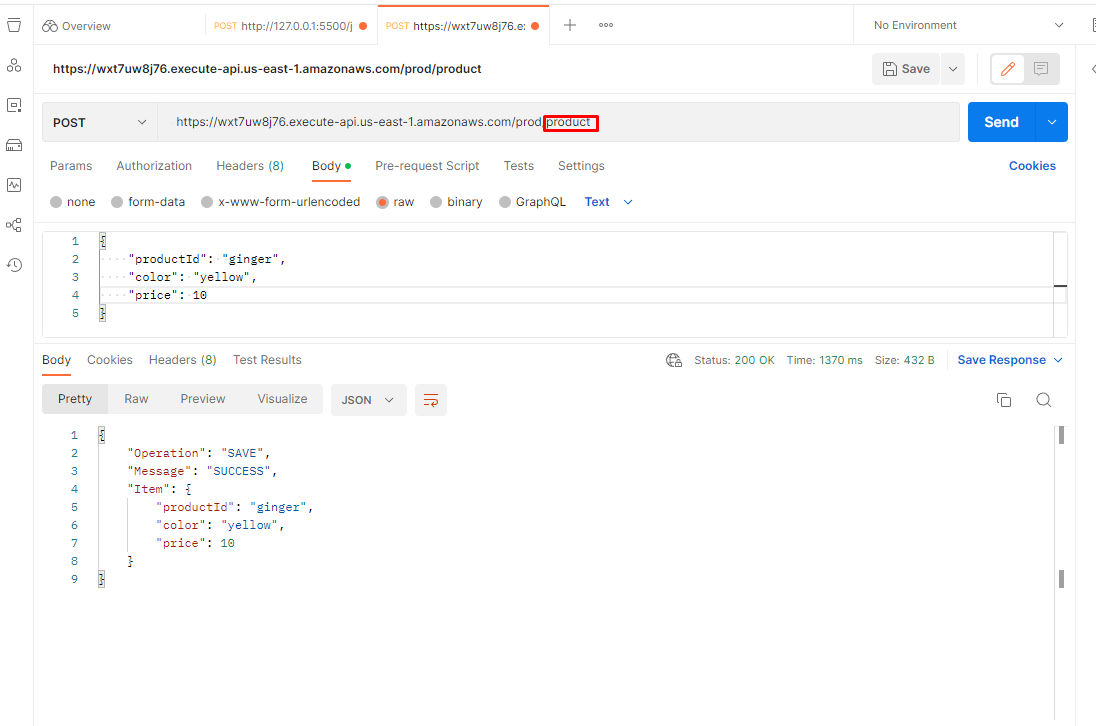 Overview
POST http://127.0.0.1:5500/j
POST https://wxt7uw8j76.e:
No Environment
https://wxt7uw8j76.execute-api.us-east-1.amazonaws.com/prod/product
Save
POST
https://wxt7uw8j76.execute-api.us-east-1.amazonaws.com/prod/product
Send
Params Authorization Headers (8) Body Pre-request Script Tests Settings Cookies
none form-data x-www-form-urlencoded raw binary GraphQL Text
1 {
2 "productId": "ginger",
3 "color": "yellow",
4 "price": 10
5 }
Body Cookies Headers (8) Test Results Status: 200 OK Time: 1370 ms Size: 432 B Save Response
Pretty Raw Preview Visualize JSON
1 {
2 "Operation": "SAVE",
3 "Message": "SUCCESS",
4 "Item": {
5 "productId": "ginger",
6 "color": "yellow",
7 "price": 10
8 }
9 }